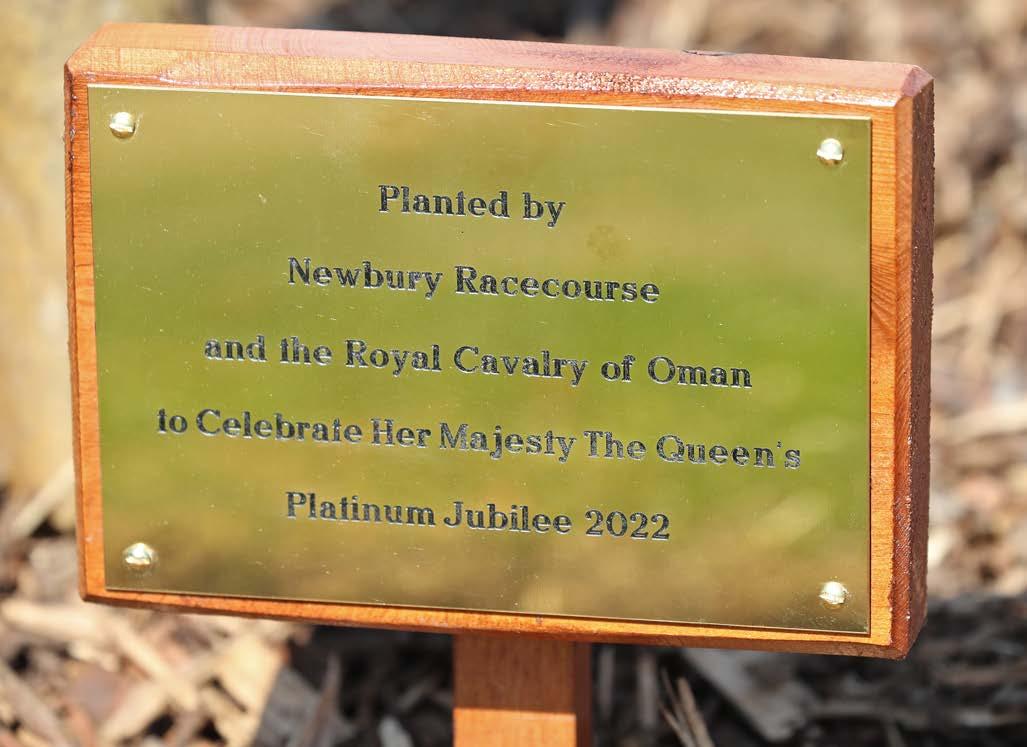 Planted by
Newbury Racecourse
and the Royal Cavalry of Oman
to Celebrate Her Majesty The Queen's
Platinum Jubilee 2022